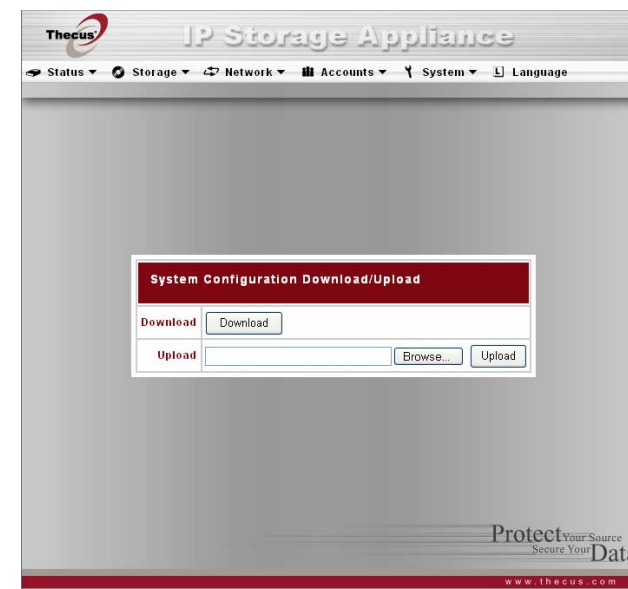 Thecus
IP Storage Appliance
Status Storage Network Accounts System L Language
System Configuration Download/Upload
Download Download
Upload Browse... Upload
Protect Your Source
Secure Your Data
www.thecus.com